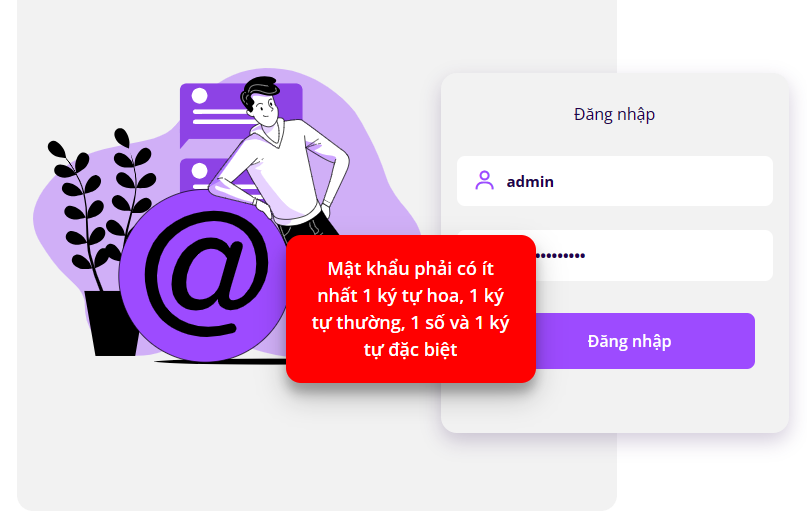 Đăng nhập
admin
Mật khẩu phải có ít
nhất 1 ký tự hoa, 1 ký
tự thường, 1 số và 1 ký
tự đặc biệt
Đăng nhập
@